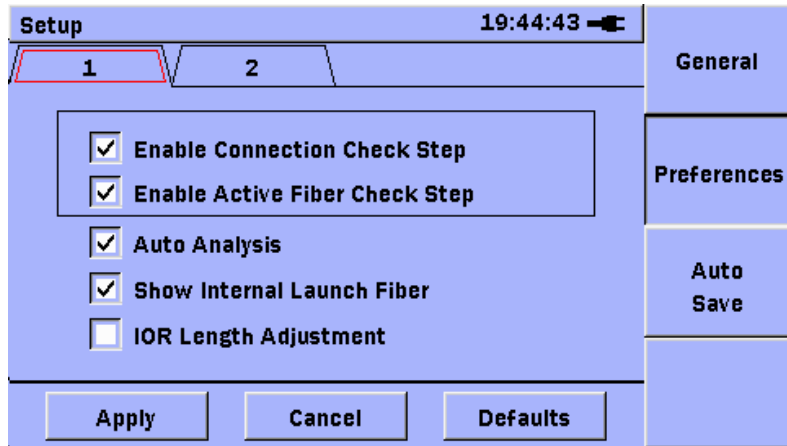 Setup
19:44:43
1
2
Enable Connection Check Step
Enable Active Fiber Check Step
Auto Analysis
Show Internal Launch Fiber
IOR Length Adjustment
Apply
Cancel
Defaults
General
Preferences
Auto
Save